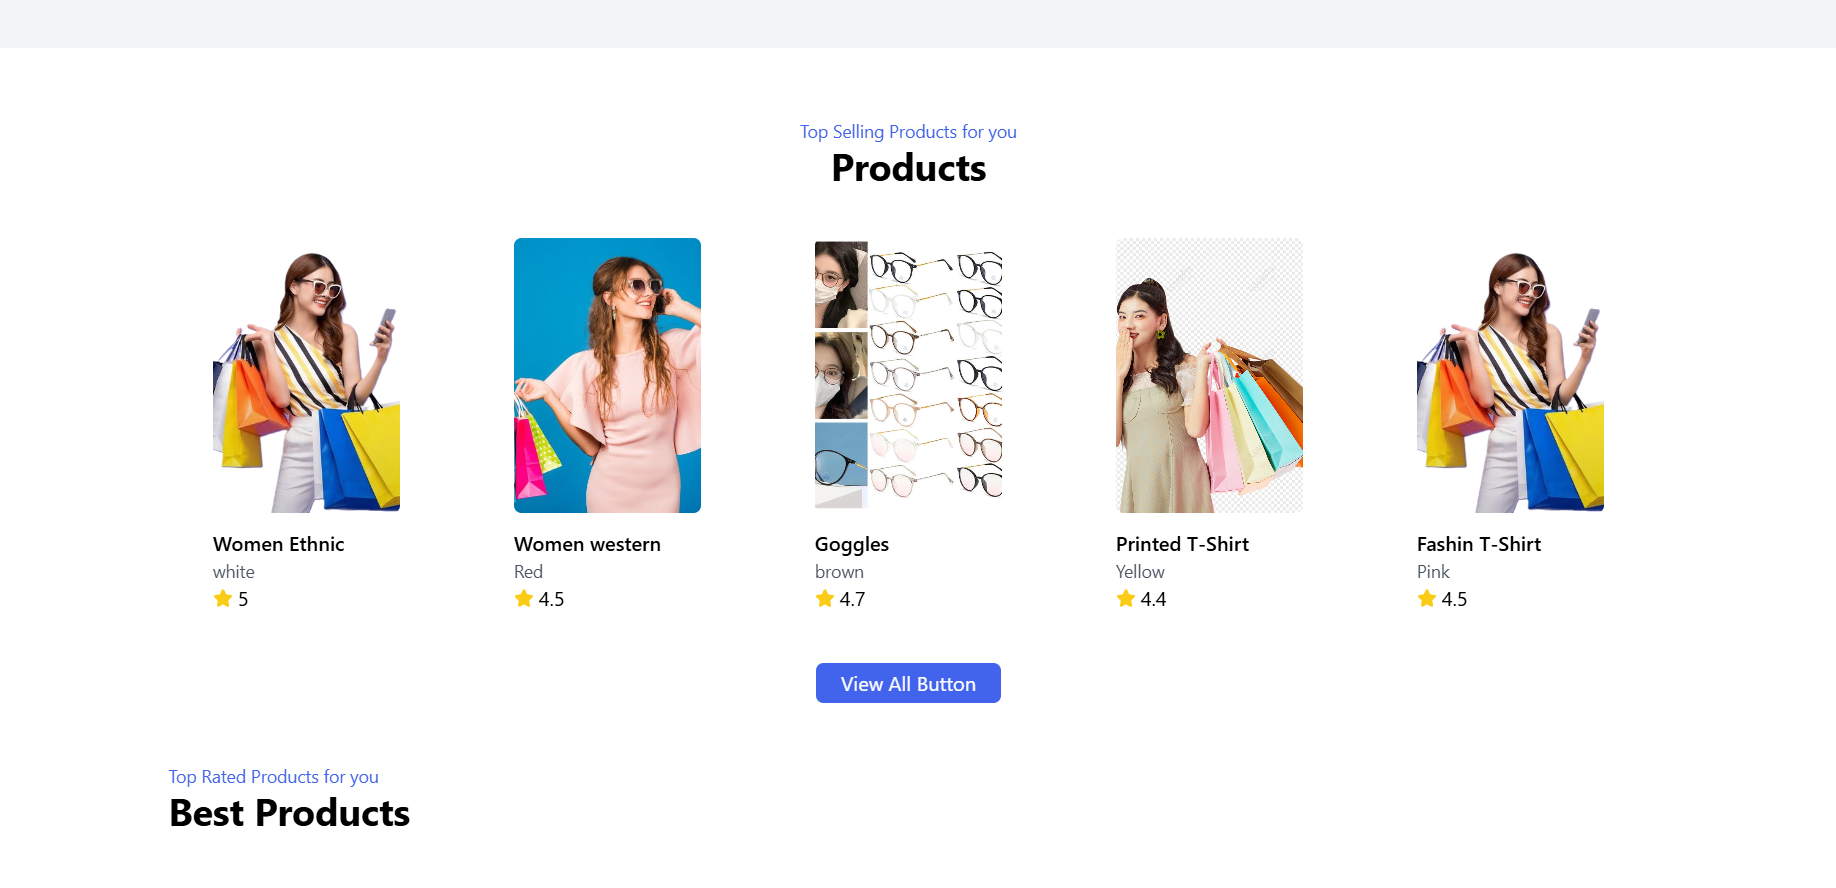 Top Selling Products for you
Products
Women Ethnic
white
5
Women western
Red
4.5
Goggles
brown
4.7
Printed T-Shirt
Yellow
4.4
Fashin T-Shirt
Pink
4.5
View All Button
Top Rated Products for you
Best Products